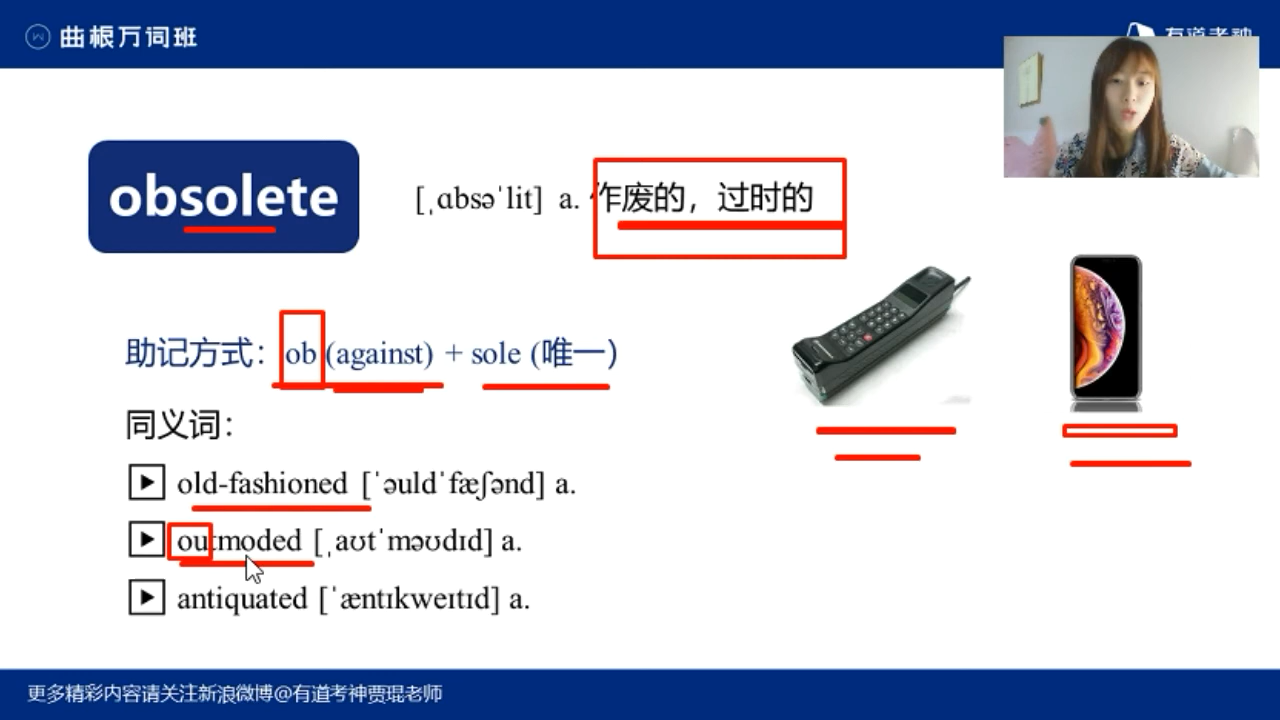 曲根万词班
有道考神
obsolete
[ˌɑbsəˈlit] a. 作废的，过时的
助记方式：ob (against) + sole (唯一)
同义词：
old-fashioned [ˈəuldˈfæʃənd] a.
outmoded [ˌaʊtˈməʊdɪd] a.
antiquated [ˈæntɪkweɪtɪd] a.
更多精彩内容请关注新浪微博@有道考神贾琨老师